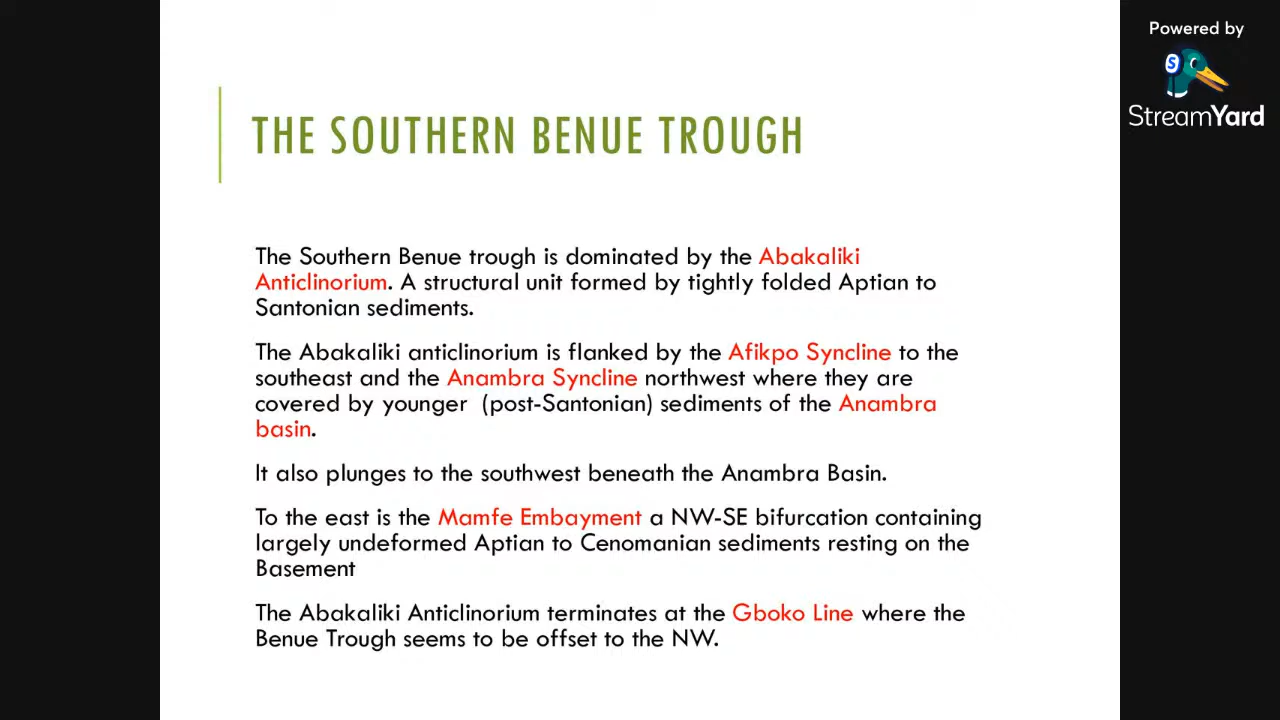 Powered by
S
StreamYard
THE SOUTHERN BENUE TROUGH
The Southern Benue trough is dominated by the Abakaliki
Anticlinorium. A structural unit formed by tightly folded Aptian to
Santonian sediments.
The Abakaliki anticlinorium is flanked by the Afikpo Syncline to the
southeast and the Anambra Syncline northwest where they are
covered by younger  (post-Santonian) sediments of the Anambra
basin.
It also plunges to the southwest beneath the Anambra Basin.
To the east is the Mamfe Embayment a NW-SE bifurcation containing
largely undeformed Aptian to Cenomanian sediments resting on the
Basement
The Abakaliki Anticlinorium terminates at the Gboko Line where the
Benue Trough seems to be offset to the NW.